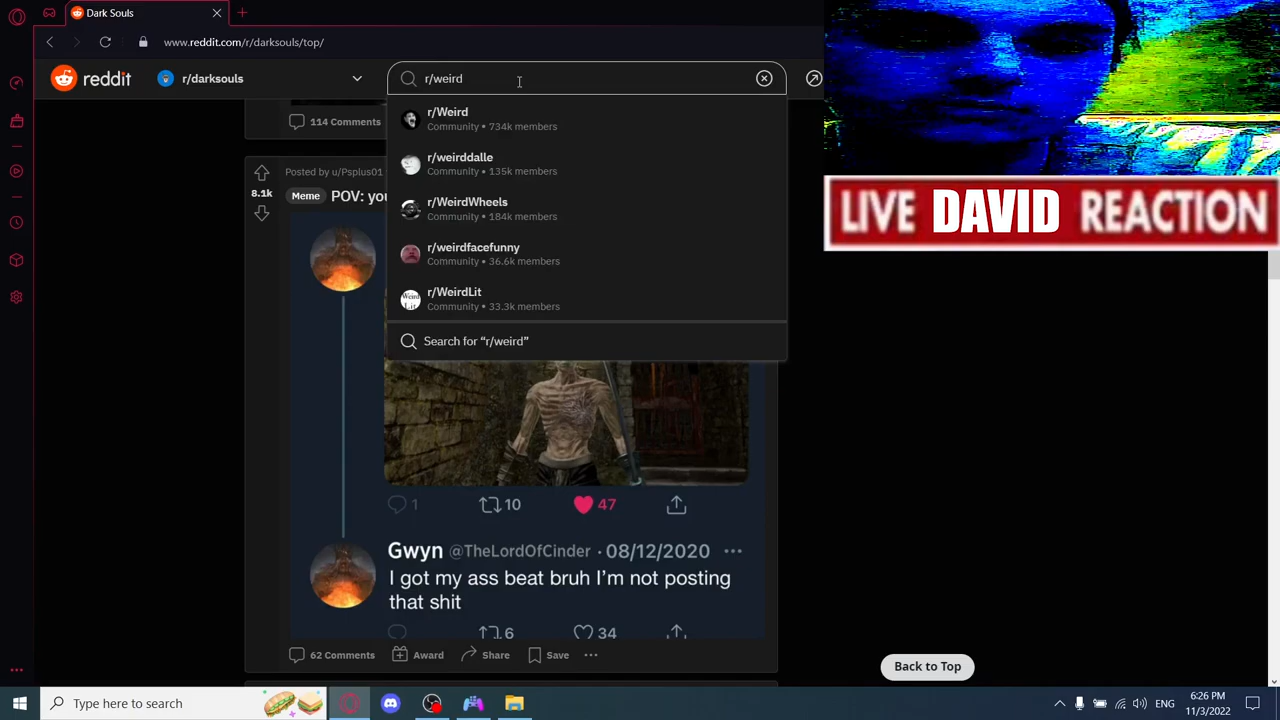 Dark Souls
www.reddit.com/r/darksouls/top/
reddit
r/darksouls
r/weird
r/Weird
Community • 734k members
r/weirddalle
Community • 135k members
r/WeirdWheels
Community • 184k members
r/weirdfacefunny
Community • 36.6k members
r/WeirdLit
Community • 33.3k members
Search for “r/weird”
114 Comments
Posted by u/Psplus01
8.1k
Meme POV: you
1 10 47
Gwyn @TheLordOfCinder · 08/12/2020
I got my ass beat bruh I’m not posting
that shit
6 34
62 Comments Award Share Save
Back to Top
LIVE DAVID REACTION
Type here to search
ENG
6:26 PM
11/3/2022